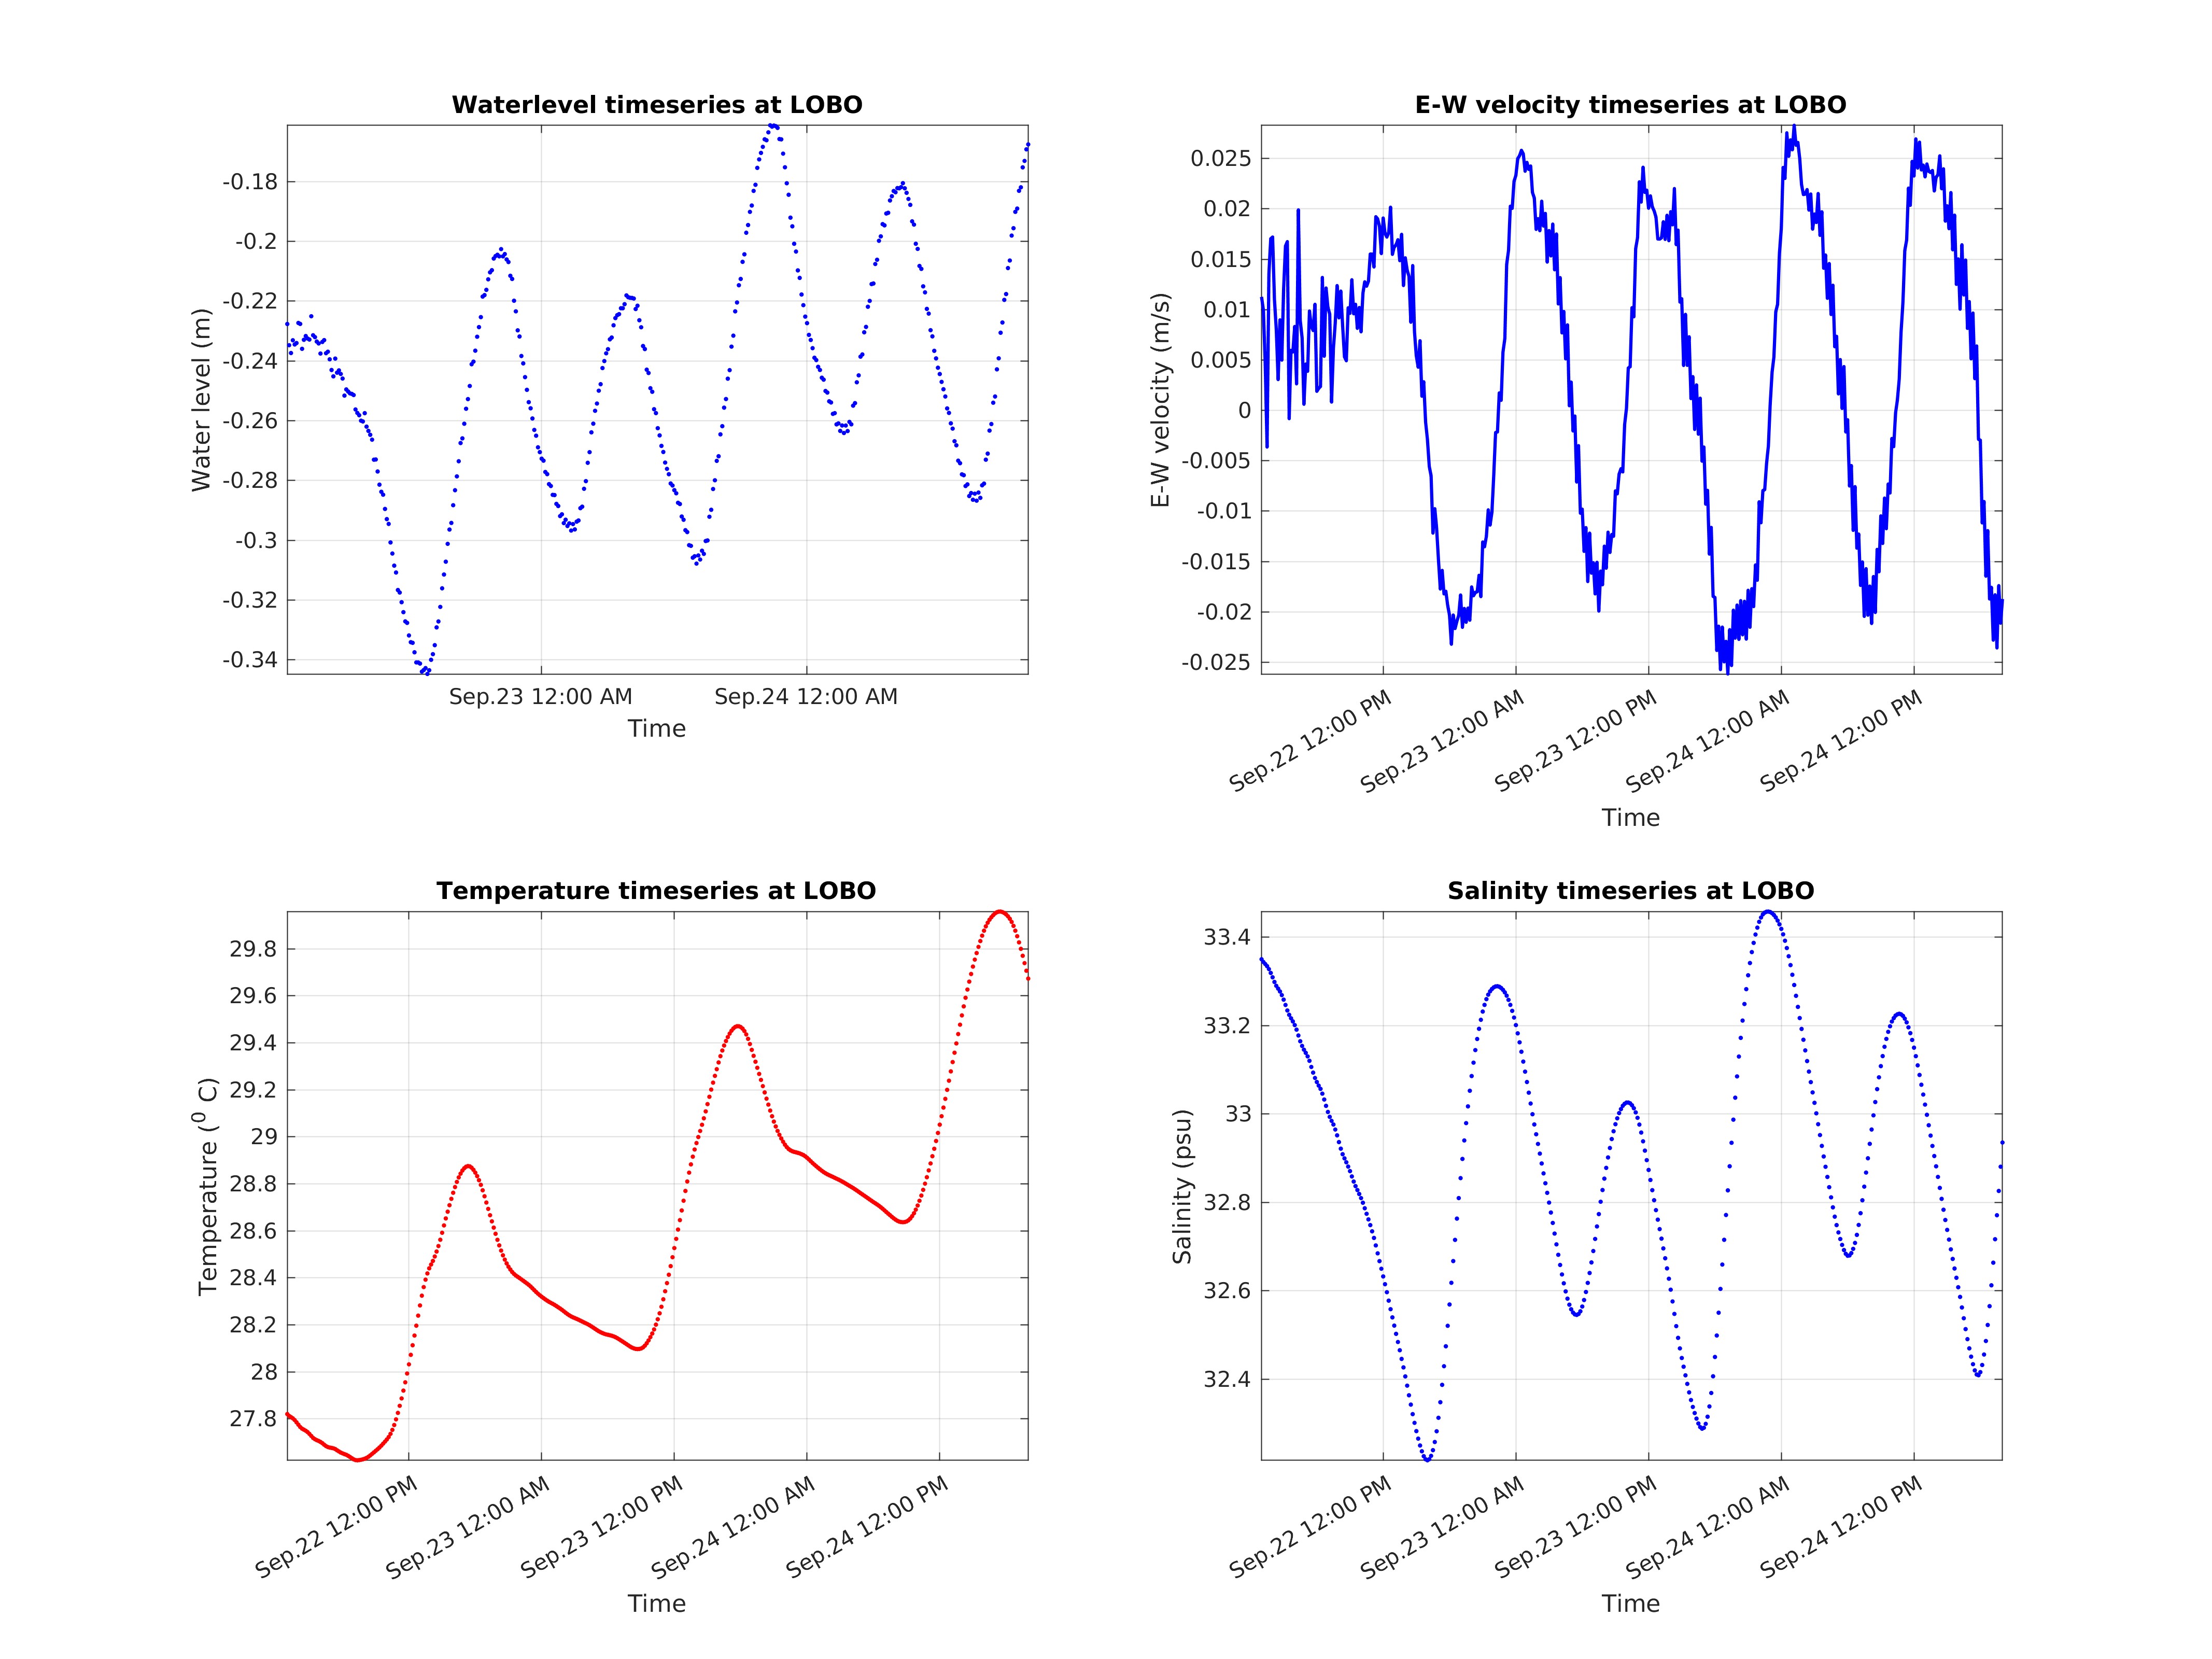 Waterlevel timeseries at LOBO
-0.18
-0.2
-0.22
-0.24
-0.26
-0.28
-0.3
-0.32
-0.34
Water level (m)
Sep.23 12:00 AM
Sep.24 12:00 AM
Time
E-W velocity timeseries at LOBO
0.025
0.02
0.015
0.01
0.005
0
-0.005
-0.01
-0.015
-0.02
-0.025
E-W velocity (m/s)
Sep.22 12:00 PM
Sep.23 12:00 AM
Sep.23 12:00 PM
Sep.24 12:00 AM
Sep.24 12:00 PM
Time
Temperature timeseries at LOBO
29.8
29.6
29.4
29.2
29
28.8
28.6
28.4
28.2
28
27.8
Temperature (⁰ C)
Sep.22 12:00 PM
Sep.23 12:00 AM
Sep.23 12:00 PM
Sep.24 12:00 AM
Sep.24 12:00 PM
Time
Salinity timeseries at LOBO
33.4
33.2
33
32.8
32.6
32.4
Salinity (psu)
Sep.22 12:00 PM
Sep.23 12:00 AM
Sep.23 12:00 PM
Sep.24 12:00 AM
Sep.24 12:00 PM
Time